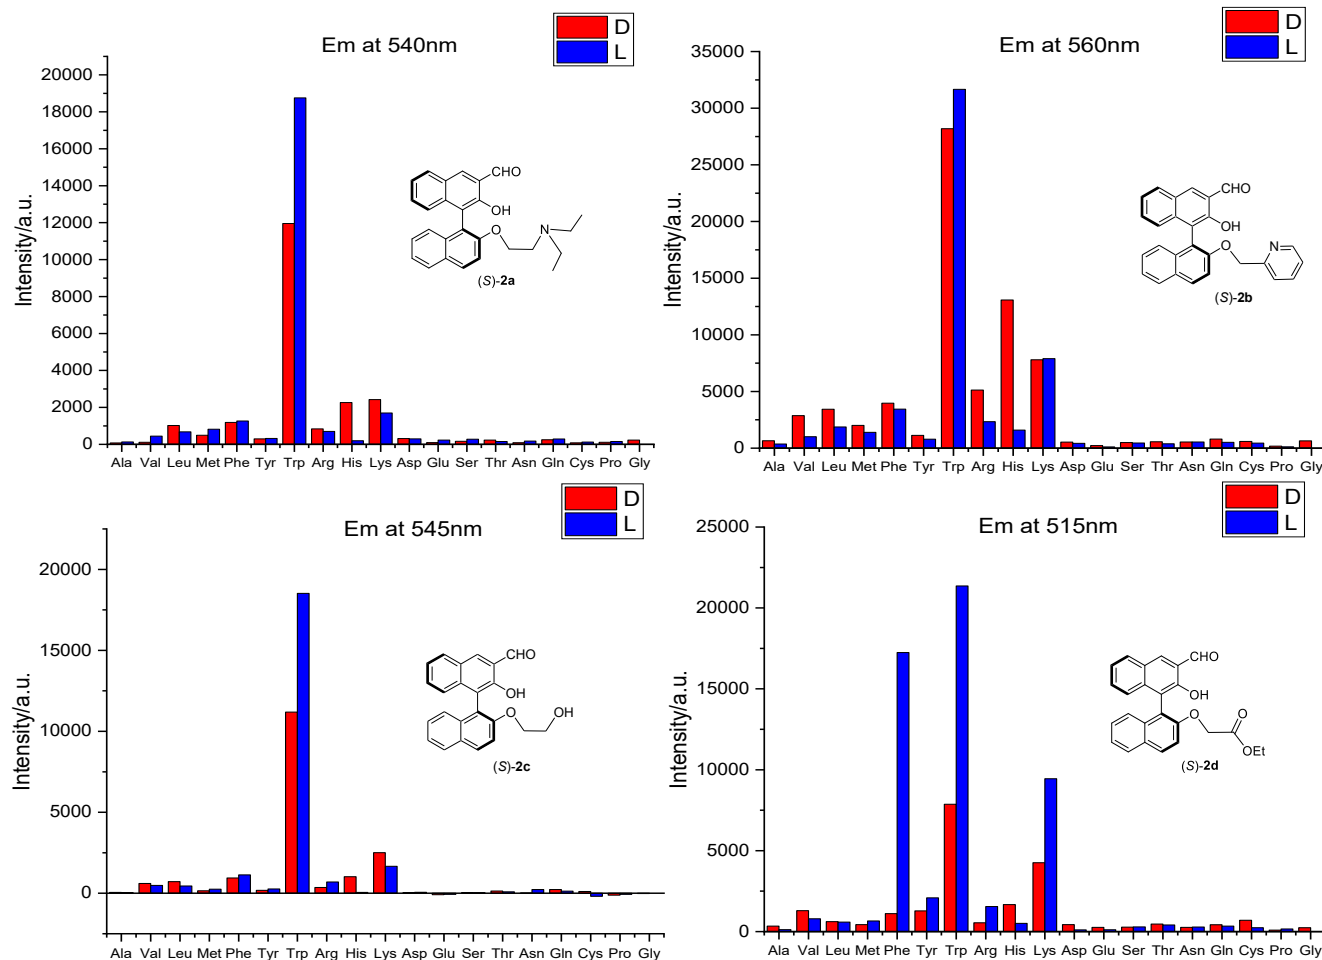 Em at 540nm
D
L
Intensity/a.u.
20000
18000
16000
14000
12000
10000
8000
6000
4000
2000
0
CHO
OH
O
N
(S)-2a
Ala Val Leu Met Phe Tyr Trp Arg His Lys Asp Glu Ser Thr Asn Gln Cys Pro Gly
Em at 560nm
D
L
Intensity/a.u.
35000
30000
25000
20000
15000
10000
5000
0
CHO
OH
O
N
(S)-2b
Ala Val Leu Met Phe Tyr Trp Arg His Lys Asp Glu Ser Thr Asn Gln Cys Pro Gly
Em at 545nm
D
L
Intensity/a.u.
20000
15000
10000
5000
0
CHO
OH
O
OH
(S)-2c
Ala Val Leu Met Phe Tyr Trp Arg His Lys Asp Glu Ser Thr Asn Gln Cys Pro Gly
Em at 515nm
D
L
Intensity/a.u.
25000
20000
15000
10000
5000
0
CHO
OH
O
O
OEt
(S)-2d
Ala Val Leu Met Phe Tyr Trp Arg His Lys Asp Glu Ser Thr Asn Gln Cys Pro Gly